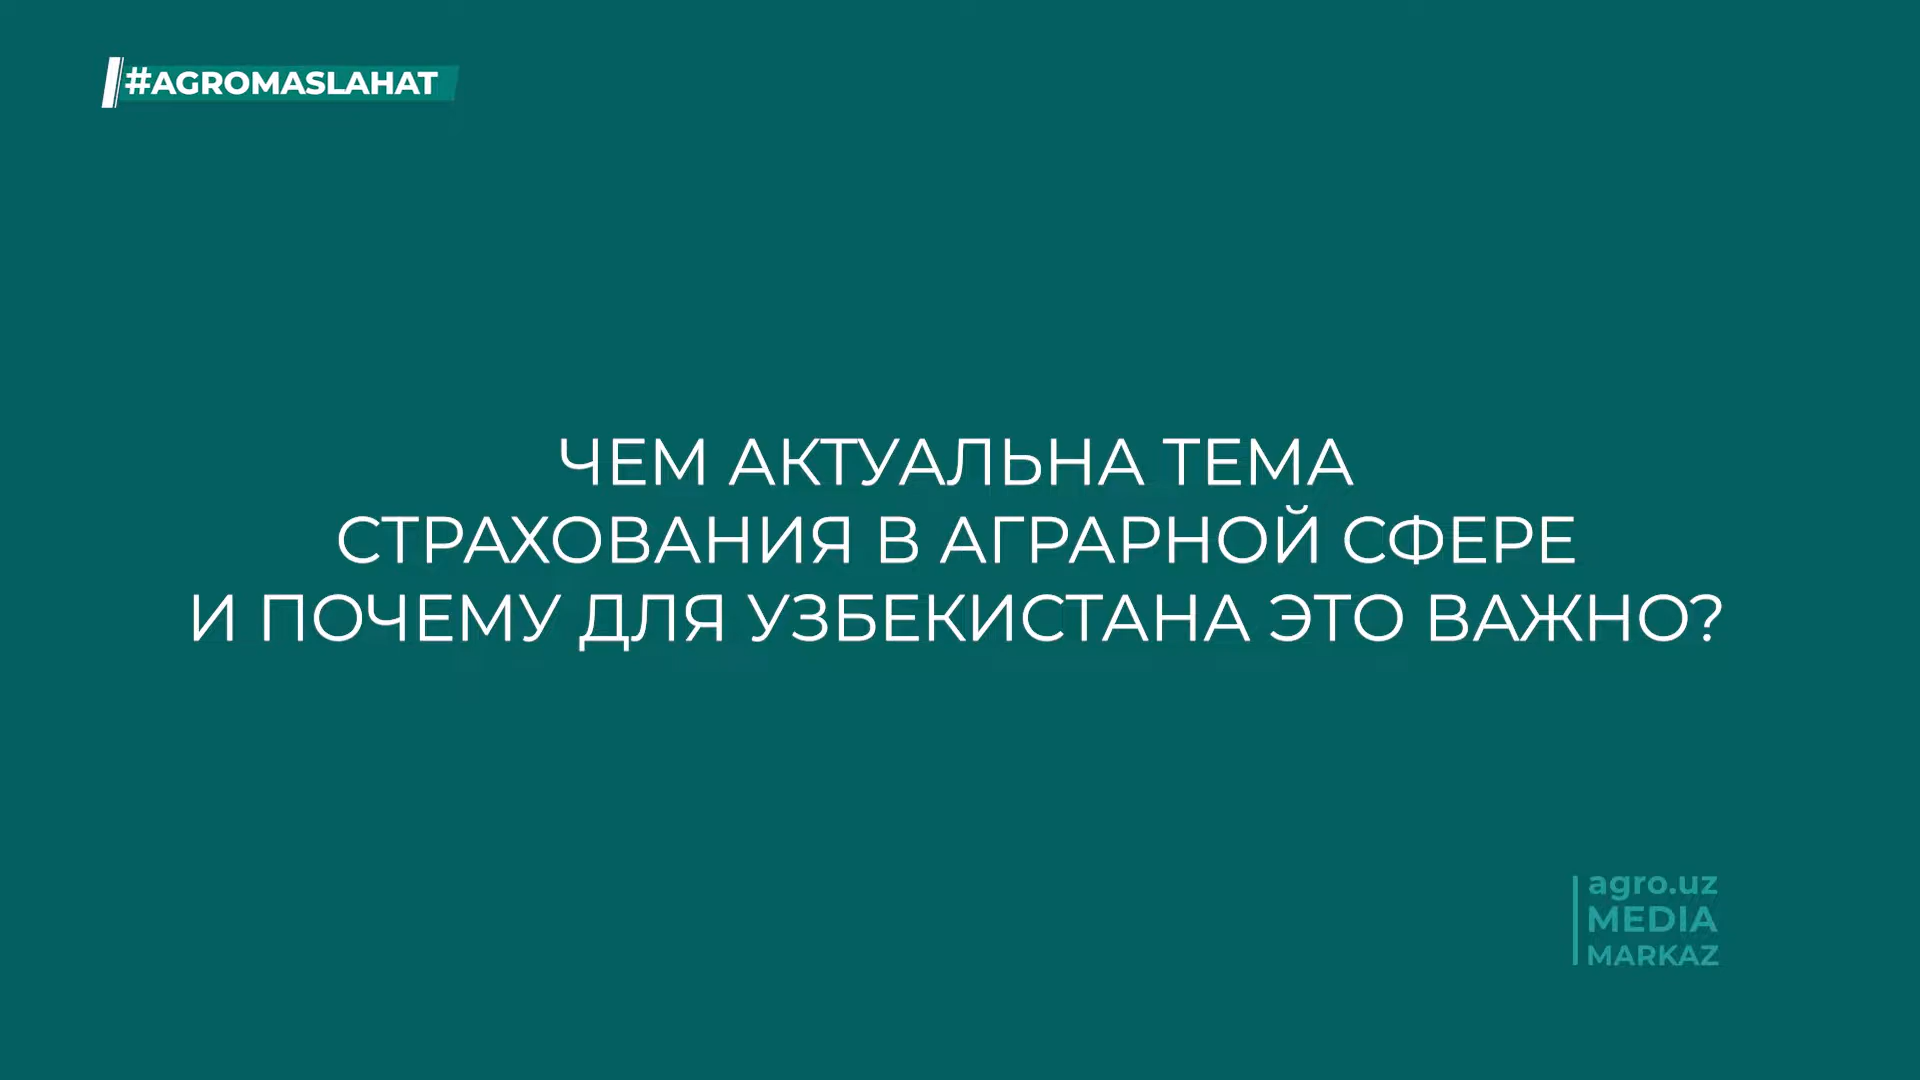 #AGROMASLAHAT
ЧЕМ АКТУАЛЬНА ТЕМА
СТРАХОВАНИЯ В АГРАРНОЙ СФЕРЕ
И ПОЧЕМУ ДЛЯ УЗБЕКИСТАНА ЭТО ВАЖНО?
agro.uz
MEDIA
MARKAZ